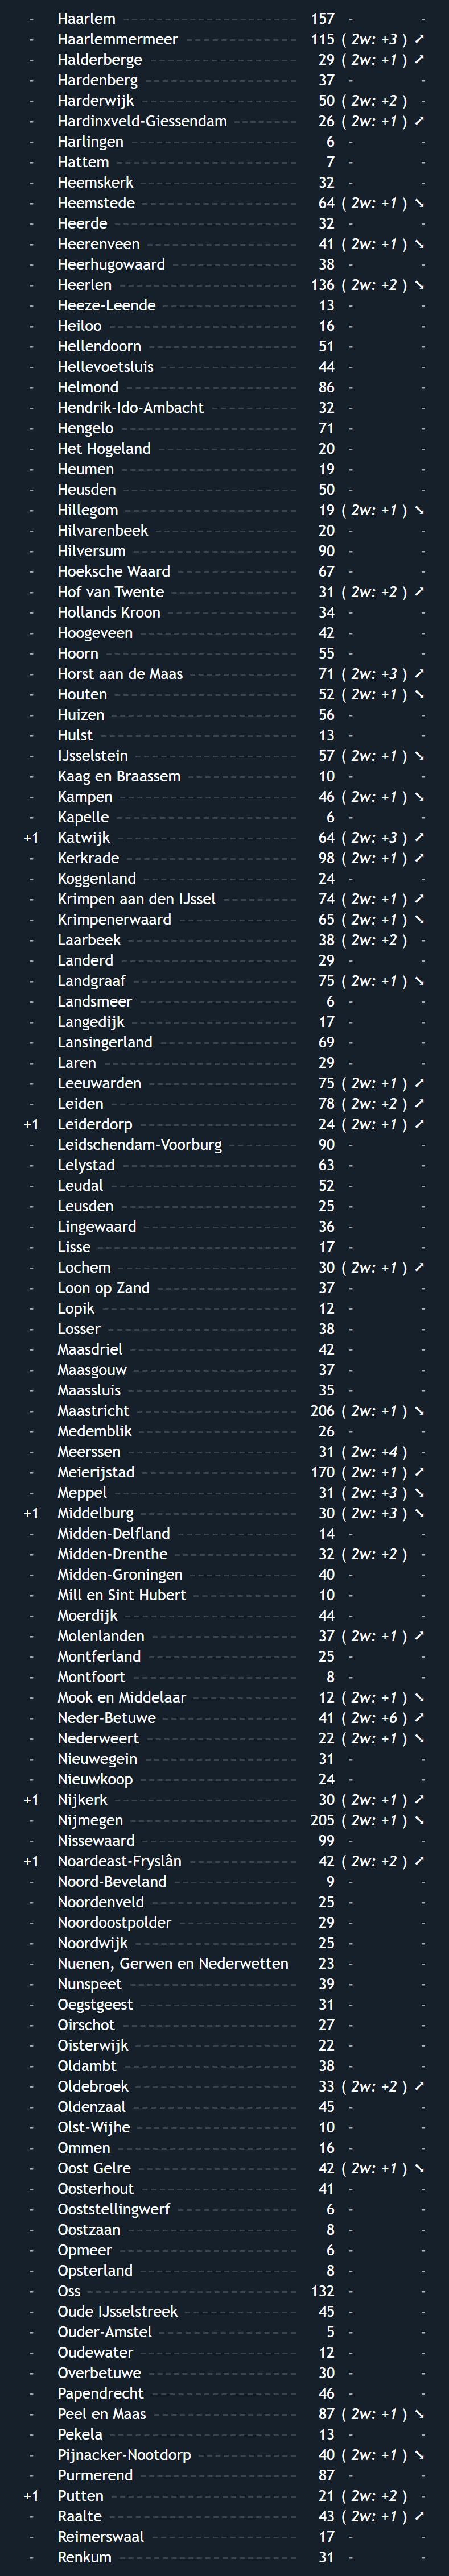 - Haarlem 157 - -
- Haarlemmermeer 115 ( 2w: +3 ) ➚
- Halderberge 29 ( 2w: +1 ) ➚
- Hardenberg 37 - -
- Harderwijk 50 ( 2w: +2 ) -
- Hardinxveld-Giessendam 26 ( 2w: +1 ) ➚
- Harlingen 6 - -
- Hattem 7 - -
- Heemskerk 32 - -
- Heemstede 64 ( 2w: +1 ) ➘
- Heerde 32 - -
- Heerenveen 41 ( 2w: +1 ) ➘
- Heerhugowaard 38 - -
- Heerlen 136 ( 2w: +2 ) ➘
- Heeze-Leende 13 - -
- Heiloo 16 - -
- Hellendoorn 51 - -
- Hellevoetsluis 44 - -
- Helmond 86 - -
- Hendrik-Ido-Ambacht 32 - -
- Hengelo 71 - -
- Het Hogeland 20 - -
- Heumen 19 - -
- Heusden 50 - -
- Hillegom 19 ( 2w: +1 ) ➘
- Hilvarenbeek 20 - -
- Hilversum 90 - -
- Hoeksche Waard 67 - -
- Hof van Twente 31 ( 2w: +2 ) ➚
- Hollands Kroon 34 - -
- Hoogeveen 42 - -
- Hoorn 55 - -
- Horst aan de Maas 71 ( 2w: +3 ) ➚
- Houten 52 ( 2w: +1 ) ➘
- Huizen 56 - -
- Hulst 13 - -
- IJsselstein 57 ( 2w: +1 ) ➘
- Kaag en Braassem 10 - -
- Kampen 46 ( 2w: +1 ) ➘
- Kapelle 6 - -
+1 Katwijk 64 ( 2w: +3 ) ➚
- Kerkrade 98 ( 2w: +1 ) ➚
- Koggenland 24 - -
- Krimpen aan den IJssel 74 ( 2w: +1 ) ➚
- Krimpenerwaard 65 ( 2w: +1 ) ➘
- Laarbeek 38 ( 2w: +2 ) -
- Landerd 29 - -
- Landgraaf 75 ( 2w: +1 ) ➘
- Landsmeer 6 - -
- Langedijk 17 - -
- Lansingerland 69 - -
- Laren 29 - -
- Leeuwarden 75 ( 2w: +1 ) ➚
- Leiden 78 ( 2w: +2 ) ➚
+1 Leiderdorp 24 ( 2w: +1 ) ➚
- Leidschendam-Voorburg 90 - -
- Lelystad 63 - -
- Leudal 52 - -
- Leusden 25 - -
- Lingewaard 36 - -
- Lisse 17 - -
- Lochem 30 ( 2w: +1 ) ➚
- Loon op Zand 37 - -
- Lopik 12 - -
- Losser 38 - -
- Maasdriel 42 - -
- Maasgouw 37 - -
- Maassluis 35 - -
- Maastricht 206 ( 2w: +1 ) ➘
- Medemblik 26 - -
- Meerssen 31 ( 2w: +4 ) -
- Meierijstad 170 ( 2w: +1 ) ➚
- Meppel 31 ( 2w: +3 ) ➘
+1 Middelburg 30 ( 2w: +3 ) ➘
- Midden-Delfland 14 - -
- Midden-Drenthe 32 ( 2w: +2 ) -
- Midden-Groningen 40 - -
- Mill en Sint Hubert 10 - -
- Moerdijk 44 - -
- Molenlanden 37 ( 2w: +1 ) ➚
- Montferland 25 - -
- Montfoort 8 - -
- Mook en Middelaar 12 ( 2w: +1 ) ➘
- Neder-Betuwe 41 ( 2w: +6 ) ➚
- Nederweert 22 ( 2w: +1 ) ➘
- Nieuwegein 31 - -
- Nieuwkoop 24 - -
+1 Nijkerk 30 ( 2w: +1 ) ➚
- Nijmegen 205 ( 2w: +1 ) ➘
- Nissewaard 99 - -
+1 Noardeast-Fryslân 42 ( 2w: +2 ) ➚
- Noord-Beveland 9 - -
- Noordenveld 25 - -
- Noordoostpolder 29 - -
- Noordwijk 25 - -
- Nuenen, Gerwen en Nederwetten 23 - -
- Nunspeet 39 - -
- Oegstgeest 31 - -
- Oirschot 27 - -
- Oisterwijk 22 - -
- Oldambt 38 - -
- Oldebroek 33 ( 2w: +2 ) ➚
- Oldenzaal 45 - -
- Olst-Wijhe 10 - -
- Ommen 16 - -
- Oost Gelre 42 ( 2w: +1 ) ➘
- Oosterhout 41 - -
- Ooststellingwerf 6 - -
- Oostzaan 8 - -
- Opmeer 6 - -
- Opsterland 8 - -
- Oss 132 - -
- Oude IJsselstreek 45 - -
- Ouder-Amstel 5 - -
- Oudewater 12 - -
- Overbetuwe 30 - -
- Papendrecht 46 - -
- Peel en Maas 87 ( 2w: +1 ) ➘
- Pekela 13 - -
- Pijnacker-Nootdorp 40 ( 2w: +1 ) ➘
- Purmerend 87 - -
+1 Putten 21 ( 2w: +2 ) -
- Raalte 43 ( 2w: +1 ) ➚
- Reimerswaal 17 - -
- Renkum 31 - -